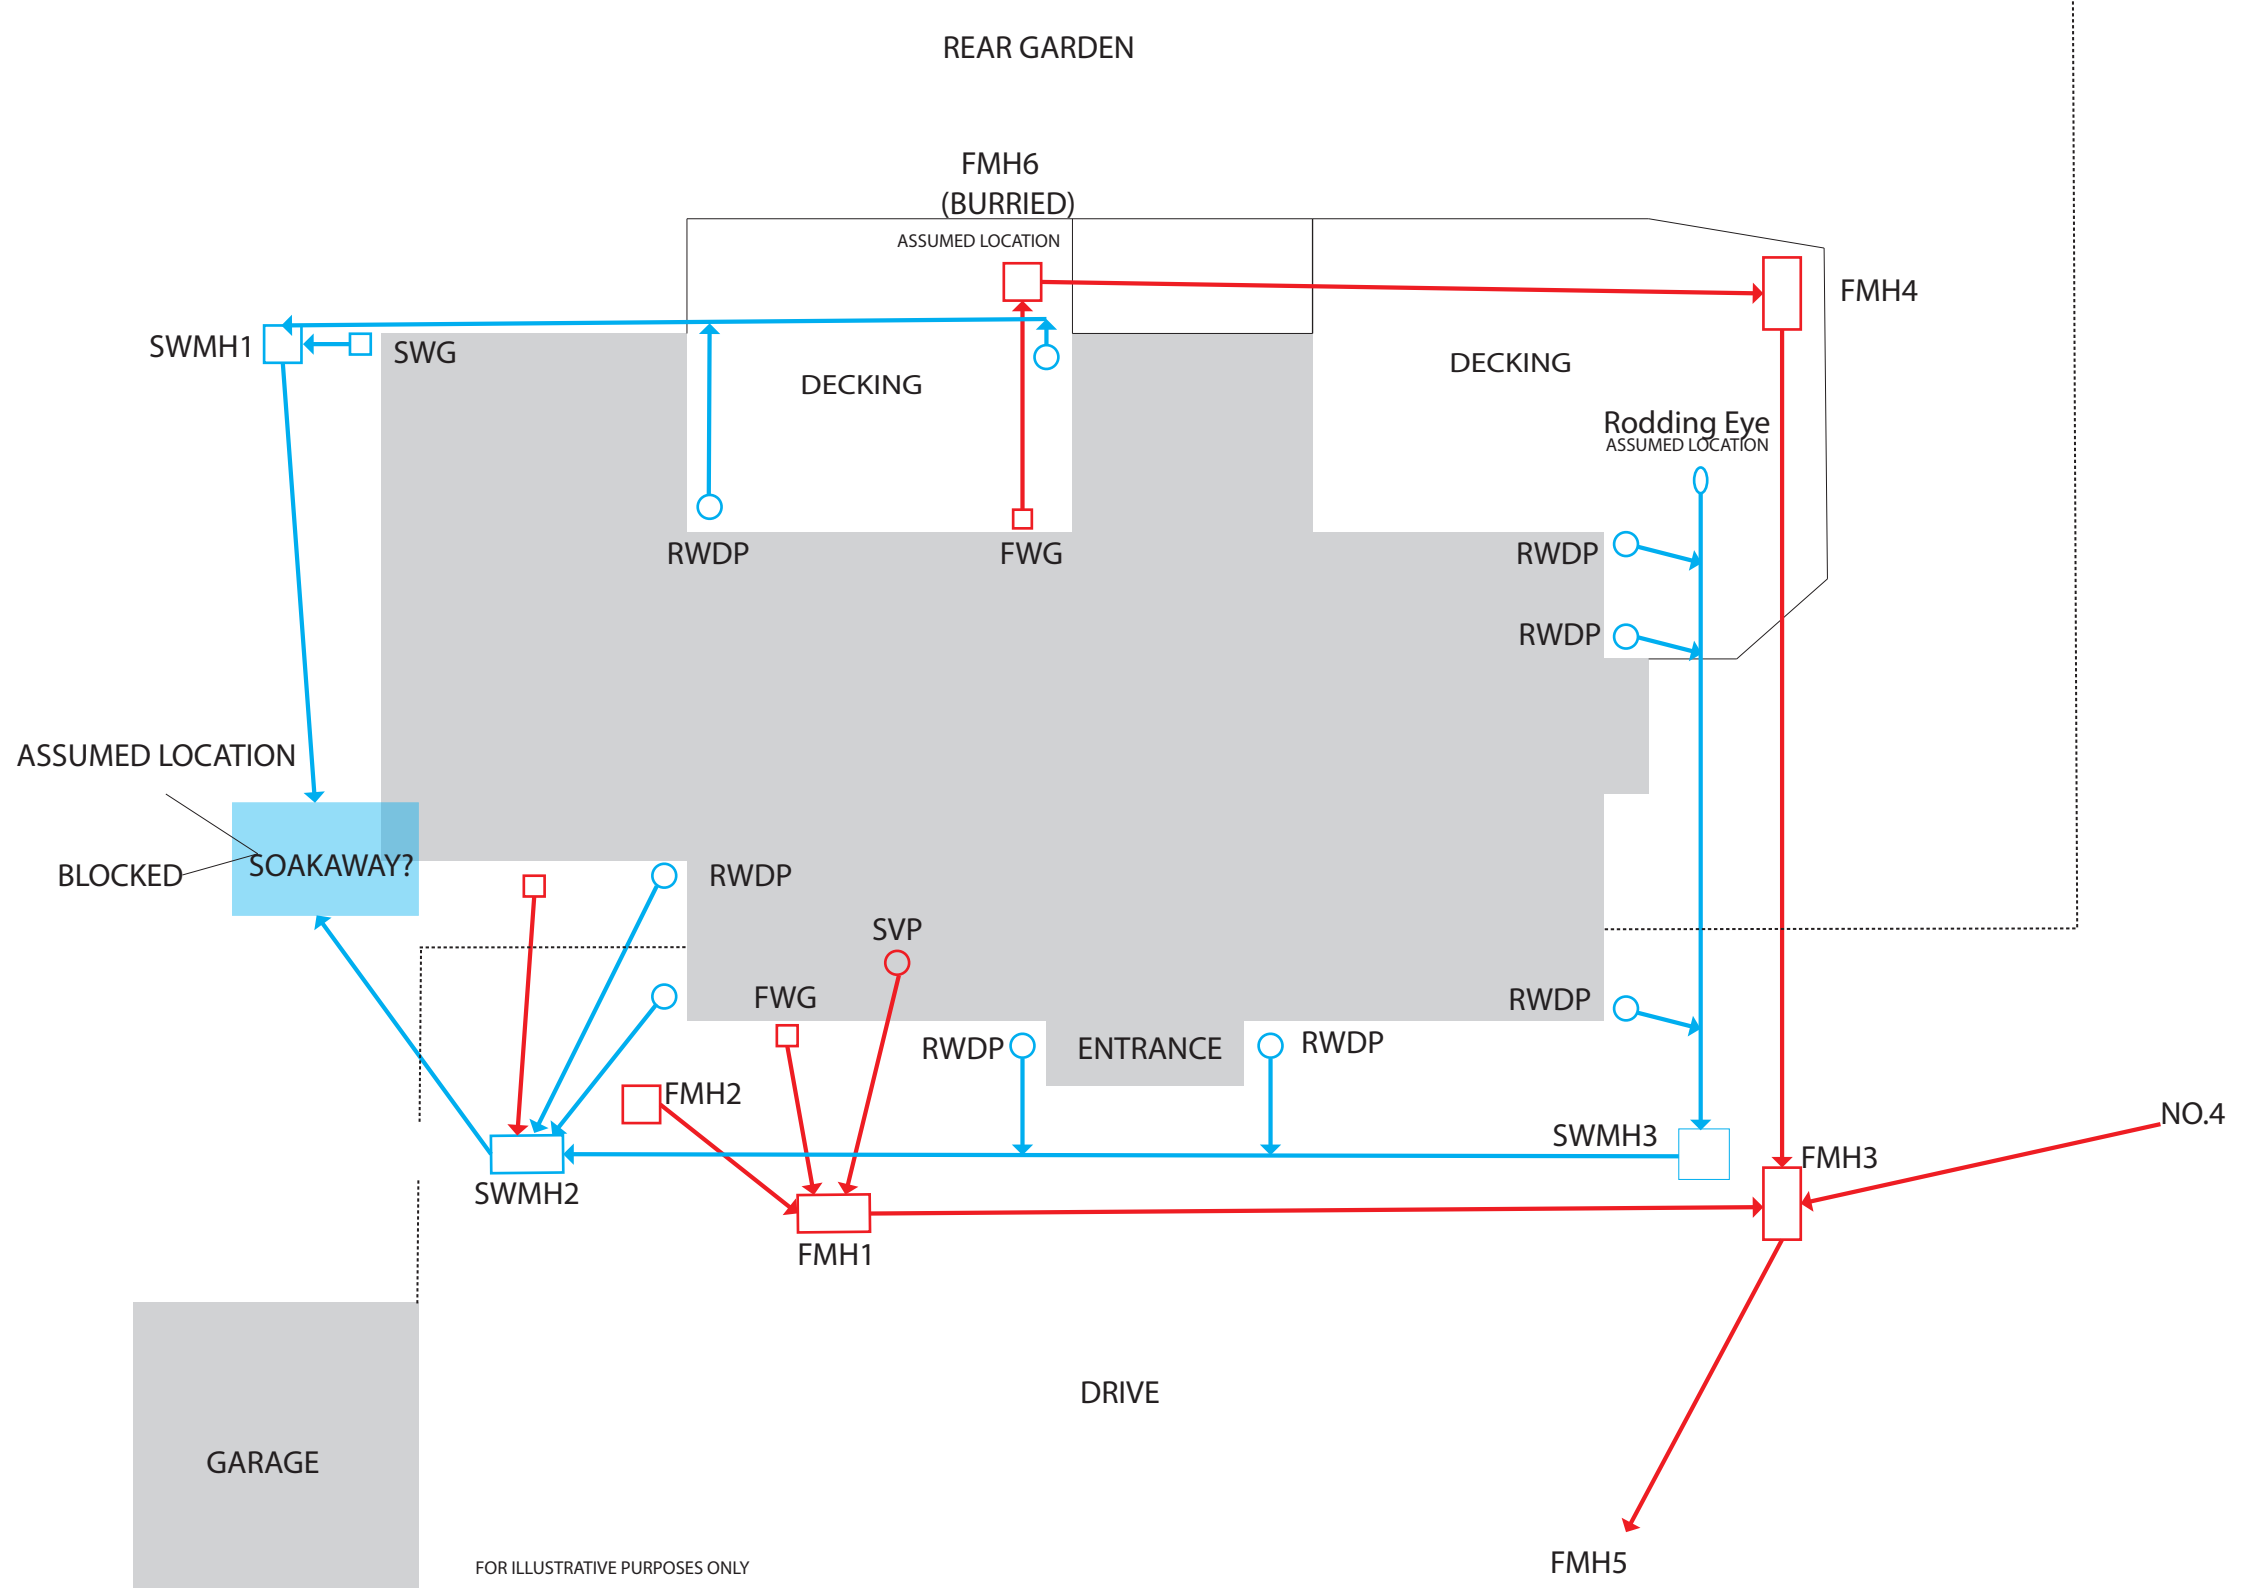 REAR GARDEN
FMH6
(BURRIED)
ASSUMED LOCATION
FMH4
SWMH1
SWG
DECKING
DECKING
Rodding Eye
ASSUMED LOCATION
RWDP
FWG
RWDP
RWDP
ASSUMED LOCATION
SOAKAWAY?
BLOCKED
RWDP
SVP
FWG
RWDP
RWDP
ENTRANCE
RWDP
FMH2
NO.4
SWMH3
FMH3
SWMH2
FMH1
DRIVE
GARAGE
FMH5
FOR ILLUSTRATIVE PURPOSES ONLY